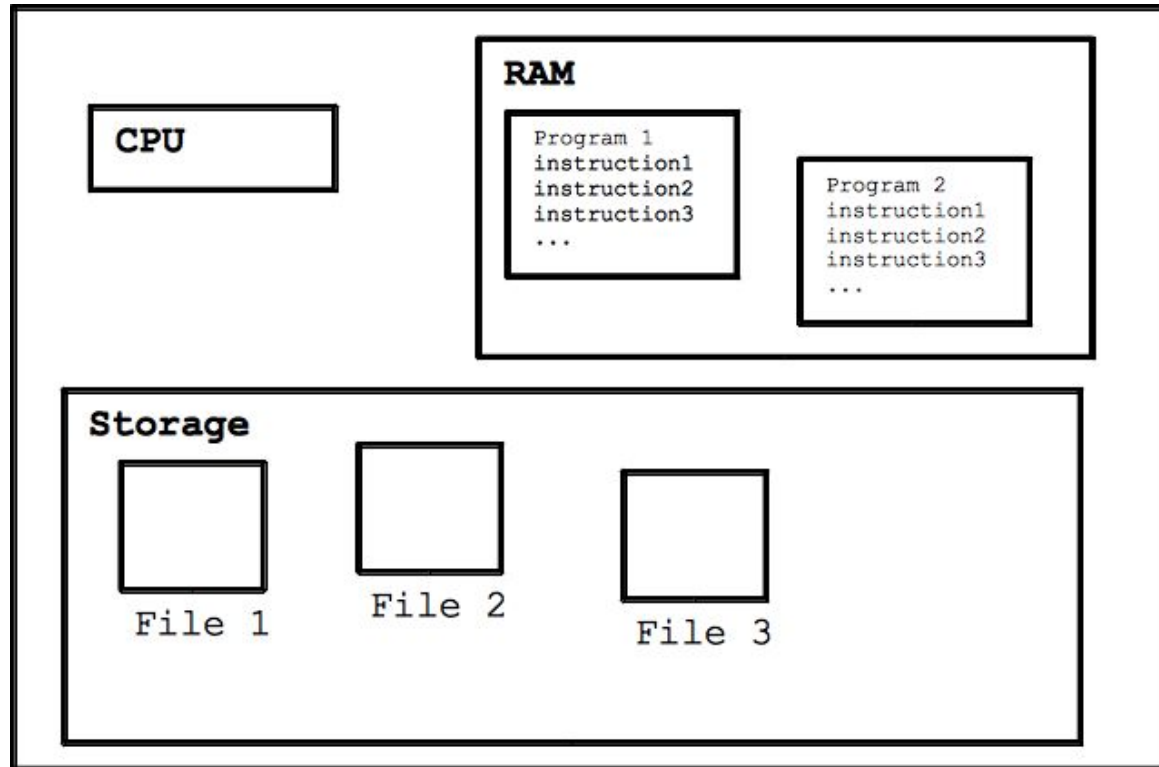 CPU
RAM
Program 1
instruction1
instruction2
instruction3
...
Program 2
instruction1
instruction2
instruction3
...
Storage
File 1
File 2
File 3